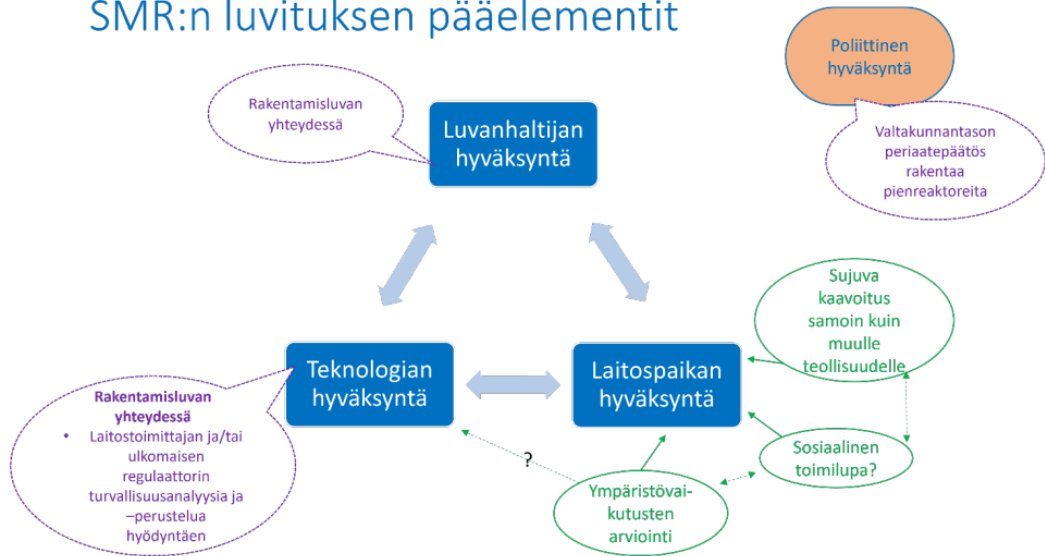 SMR:n luvituksen pääelementit
Poliittinen
hyväksyntä
Valtakunnantason
periaatepäätös
rakentaa
pienreaktoreita
Rakentamisluvan
yhteydessä
Luvanhaltijan
hyväksyntä
Sujuva
kaavoitus
samoin kuin
muulle
teollisuudelle
Teknologian
hyväksyntä
Laitospaikan
hyväksyntä
Rakentamisluvan
yhteydessä
• Laitostoimittajan ja/tai
ulkomaisen
regulaattorin
turvallisuusanalyysia ja
–perustelua
hyödyntäen
?
Sosiaalinen
toimilupa?
Ympäristövai-
kutusten
arviointi